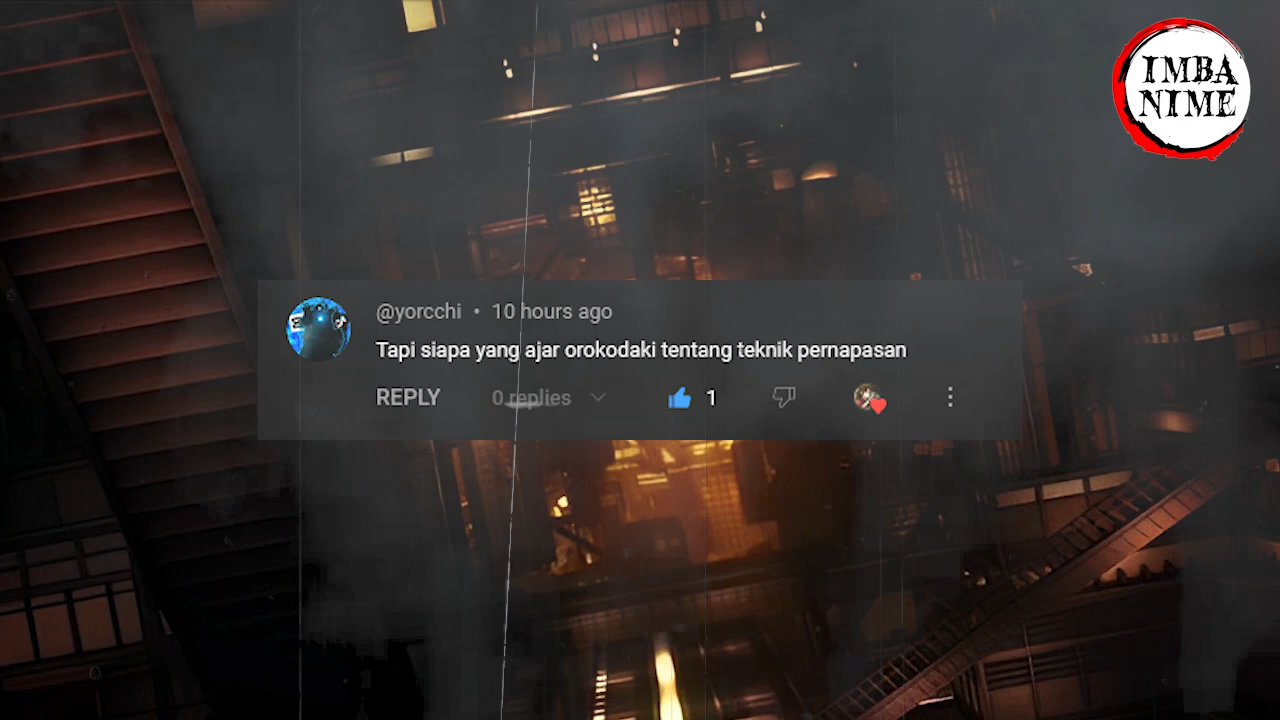 IMBA
NIME
@yorcchi • 10 hours ago
Tapi siapa yang ajar orokodaki tentang teknik pernapasan
REPLY 0 replies 1